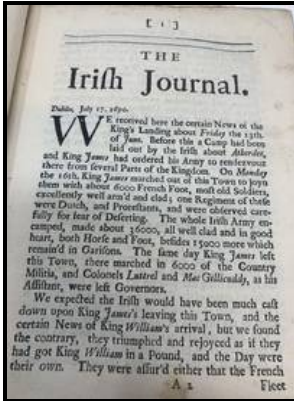 [ 1 ]
THE
Iriſh Journal.
Dublin, July 17. 1690.
WE received here the certain News of the
King's Landing about Friday the 13th.
of June. Before this a Camp had been
laid out by the Iriſh about Atherdee,
and King James had ordered his Army to rendevour
there from ſeveral Parts of the Kingdom. On Monday
the 16th. King James marched out of this Town to joyn
them with about 6000 French Foot, moſt old Soldiers,
excellently well arm'd and clad; one Regiment of theſe
were Dutch, and Proteſtants, and were obſerved care-
fully for fear of Deſerting. The whole Iriſh Army en-
camped, made about 36000, all well clad and in good
heart, both Horſe and Foot, beſides 15000 more which
remain'd in Gariſons. The ſame day King James left
this Town, there marched in 6000 of the Country
Militia, and Colonels Luttrel and Mac Gillicuddy, as his
Aſſiſtant, were left Governors.
We expected the Iriſh would have been much caſt
down upon King James's leaving this Town, and the
certain News of King William's arrival, but we found
the contrary, they triumphed and rejoyced as if they
had got King William in a Pound, and the Day were
their own. They were aſſur'd either that the French
A 2 Fleet